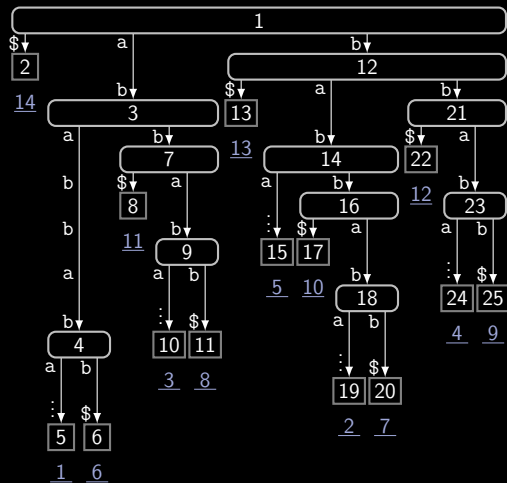 1
$ a b
2 12
14 b $ a b
3 13 21
a b 13 b $ a
7 14 22
b $ a a b 12 b
8 16 23
b 11 b ⋮ $ a a b
9 15 17 ⋮ $
a a b 5 10 b 24 25
18 4 9
b ⋮ $ a b
4 10 11
a b 3 8 ⋮ $
19 20
⋮ $ 2 7
5 6
1 6